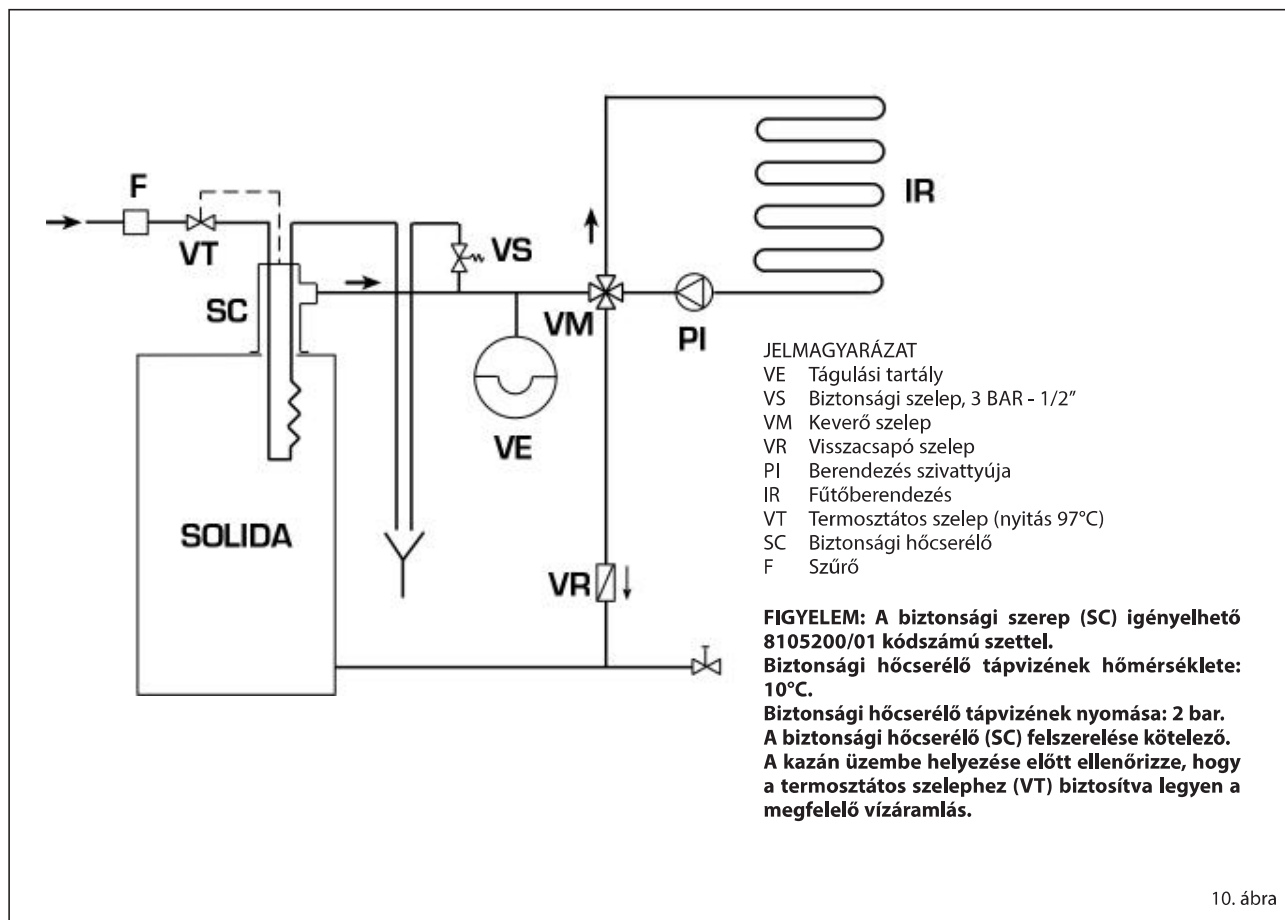 F
VT
VS
IR
SC
VM
PI
VE
SOLIDA
VR
JELMAGYARÁZAT
VE Tágulási tartály
VS Biztonsági szelep, 3 BAR - 1/2”
VM Keverő szelep
VR Visszacsapó szelep
PI Berendezés szivattyúja
IR Fűtőberendezés
VT Termosztátos szelep (nyitás 97°C)
SC Biztonsági hőcserélő
F Szűrő
FIGYELEM: A biztonsági szerep (SC) igényelhető
8105200/01 kódszámú szettel.
Biztonsági hőcserélő tápvizének hőmérséklete:
10°C.
Biztonsági hőcserélő tápvizének nyomása: 2 bar.
A biztonsági hőcserélő (SC) felszerelése kötelező.
A kazán üzembe helyezése előtt ellenőrizze, hogy
a termosztátos szelephez (VT) biztosítva legyen a
megfelelő vízáramlás.
10. ábra